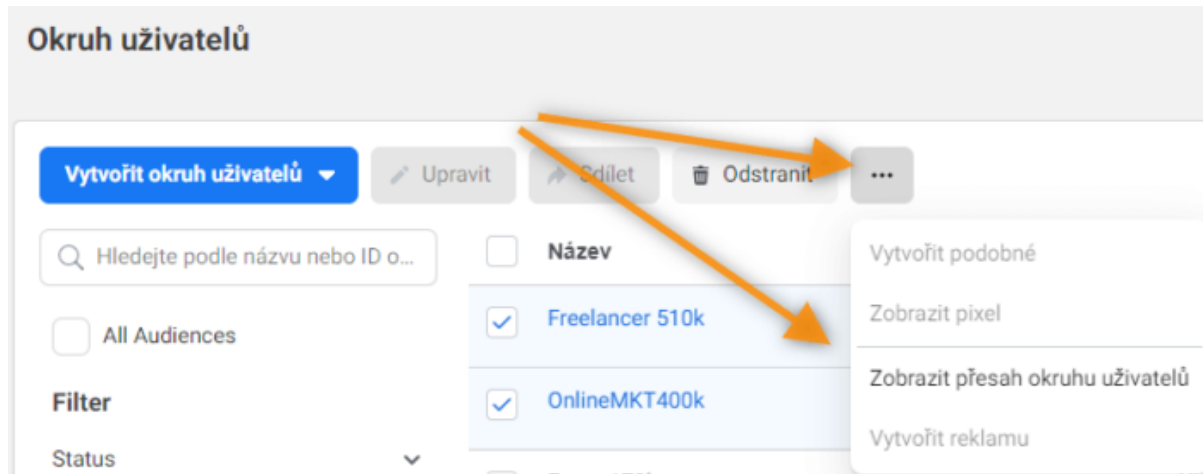 Okruh uživatelů
Vytvořit okruh uživatelů
Upravit
Sdílet
Odstranit
...
Hledejte podle názvu nebo ID o...
All Audiences
Filter
Status
Název
Freelancer 510k
OnlineMKT400k
Vytvořit podobné
Zobrazit pixel
Zobrazit přesah okruhu uživatelů
Vytvořit reklamu